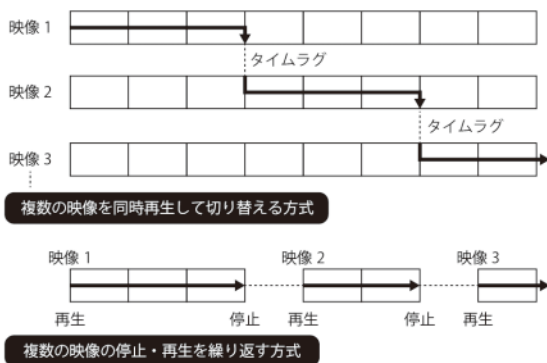 映像 1
タイムラグ
映像 2
タイムラグ
映像 3
複数の映像を同時再生して切り替える方式
映像 1 映像 2 映像 3
再生 停止 再生 停止 再生
複数の映像の停止・再生を繰り返す方式